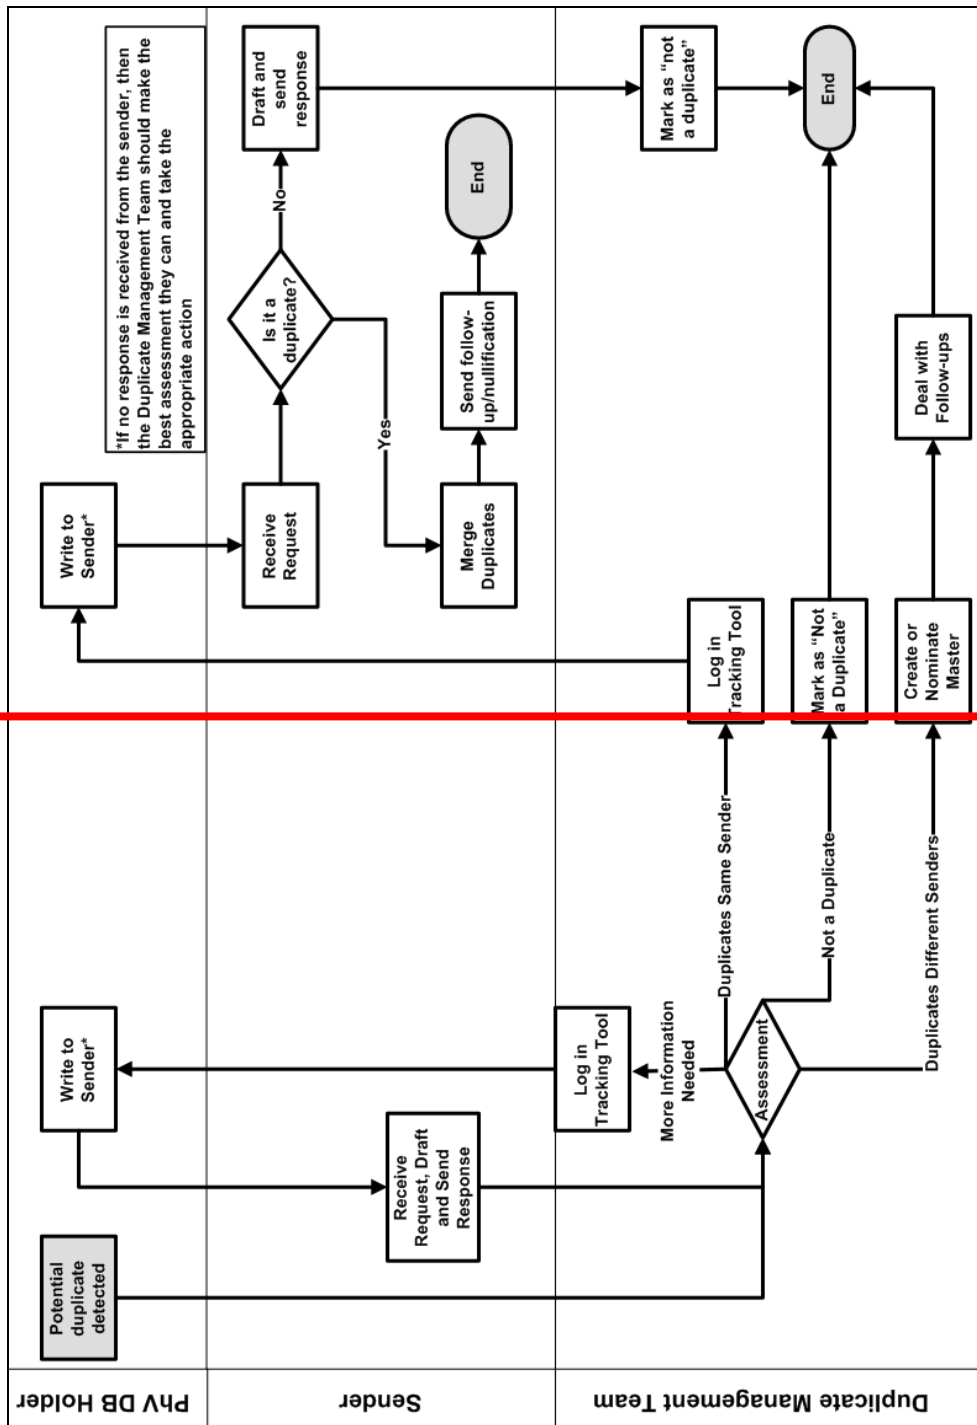 PhV DB Holder
Potential
duplicate
detected
Write to
Sender*
Write to
Sender*
*If no response is received from the sender, then
the Duplicate Management Team should make the
best assessment they can and take the
appropriate action
Sender
Receive
Request, Draft
and Send
Response
Receive
Request
Is it a
duplicate?
No
Yes
Draft and
send
response
Merge
Duplicates
Send follow-
up/nullification
End
Duplicate Management Team
Log in
Tracking Tool
More Information
Needed
Assessment
Duplicates Same Sender
Not a Duplicate
Duplicates Different Senders
Log in
Tracking Tool
Mark as “Not
a Duplicate”
Create or
Nominate
Master
Deal with
Follow-ups
Mark as “not
a duplicate”
End